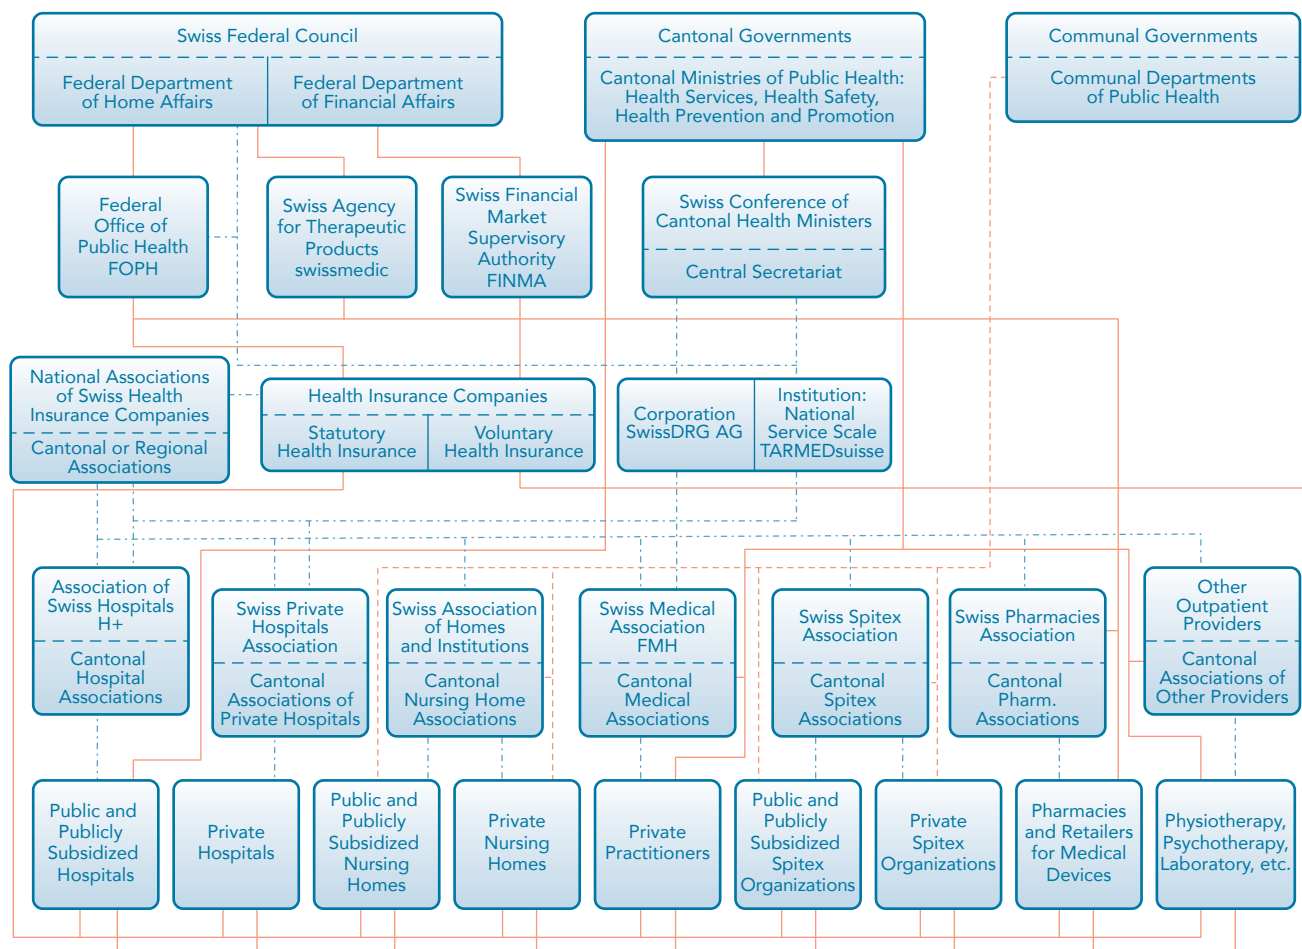 Swiss Federal Council
Federal Department
of Home Affairs
Federal Department
of Financial Affairs
Cantonal Governments
Cantonal Ministries of Public Health:
Health Services, Health Safety,
Health Prevention and Promotion
Communal Governments
Communal Departments
of Public Health
Federal
Office of
Public Health
FOPH
Swiss Agency
for Therapeutic
Products
swissmedic
Swiss Financial
Market
Supervisory
Authority
FINMA
Swiss Conference of
Cantonal Health Ministers
Central Secretariat
National Associations
of Swiss Health
Insurance Companies
Cantonal or Regional
Associations
Health Insurance Companies
Statutory
Health Insurance
Voluntary
Health Insurance
Corporation
SwissDRG AG
Institution:
National
Service Scale
TARMEDsuisse
Association of
Swiss Hospitals
H+
Cantonal
Hospital
Associations
Swiss Private
Hospitals
Association
Cantonal
Associations of
Private Hospitals
Swiss Association
of Homes
and Institutions
Cantonal
Nursing Home
Associations
Swiss Medical
Association
FMH
Cantonal
Medical
Associations
Swiss Spitex
Association
Cantonal
Spitex
Associations
Swiss Pharmacies
Association
Cantonal
Pharm.
Associations
Other
Outpatient
Providers
Cantonal
Associations of
Other Providers
Public and
Publicly
Subsidized
Hospitals
Private
Hospitals
Public and
Publicly
Subsidized
Nursing
Homes
Private
Nursing
Homes
Private
Practitioners
Public and
Publicly
Subsidized
Spitex
Organizations
Private
Spitex
Organizations
Pharmacies
and Retailers
for Medical
Devices
Physiotherapy,
Psychotherapy,
Laboratory, etc.